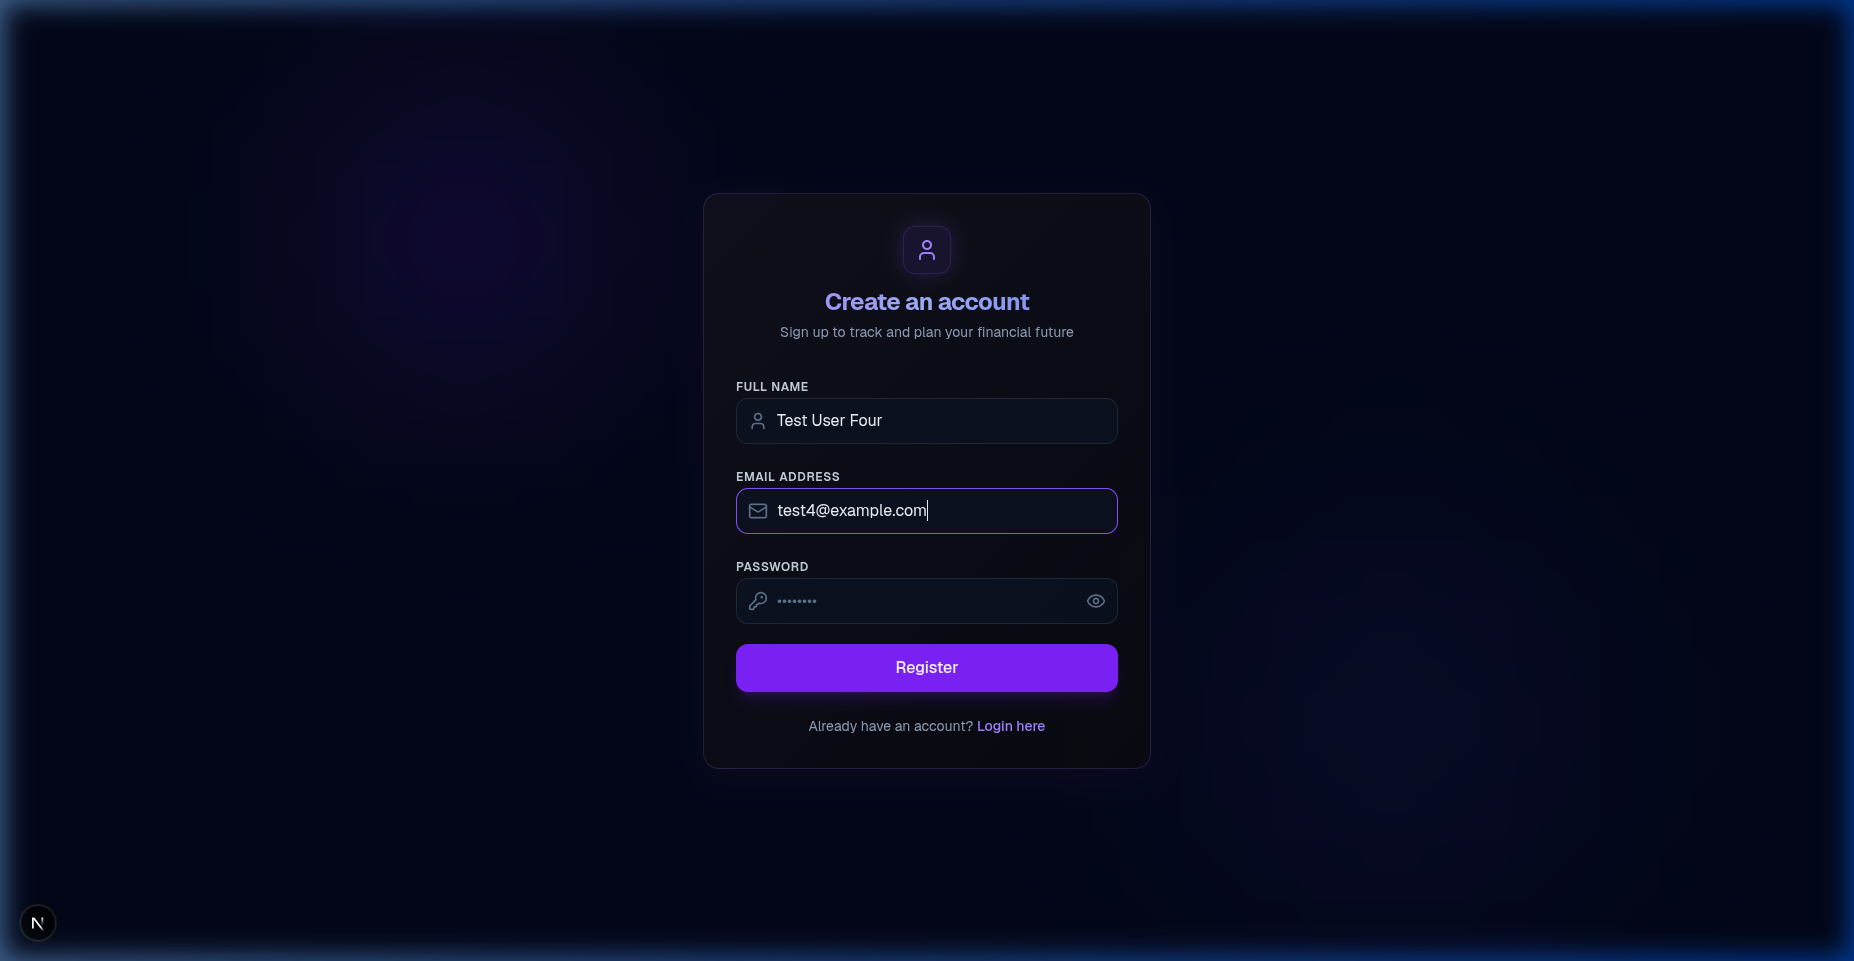 Create an account
Sign up to track and plan your financial future
FULL NAME
Test User Four
EMAIL ADDRESS
test4@example.com
PASSWORD
••••••••
Register
Already have an account? Login here
N